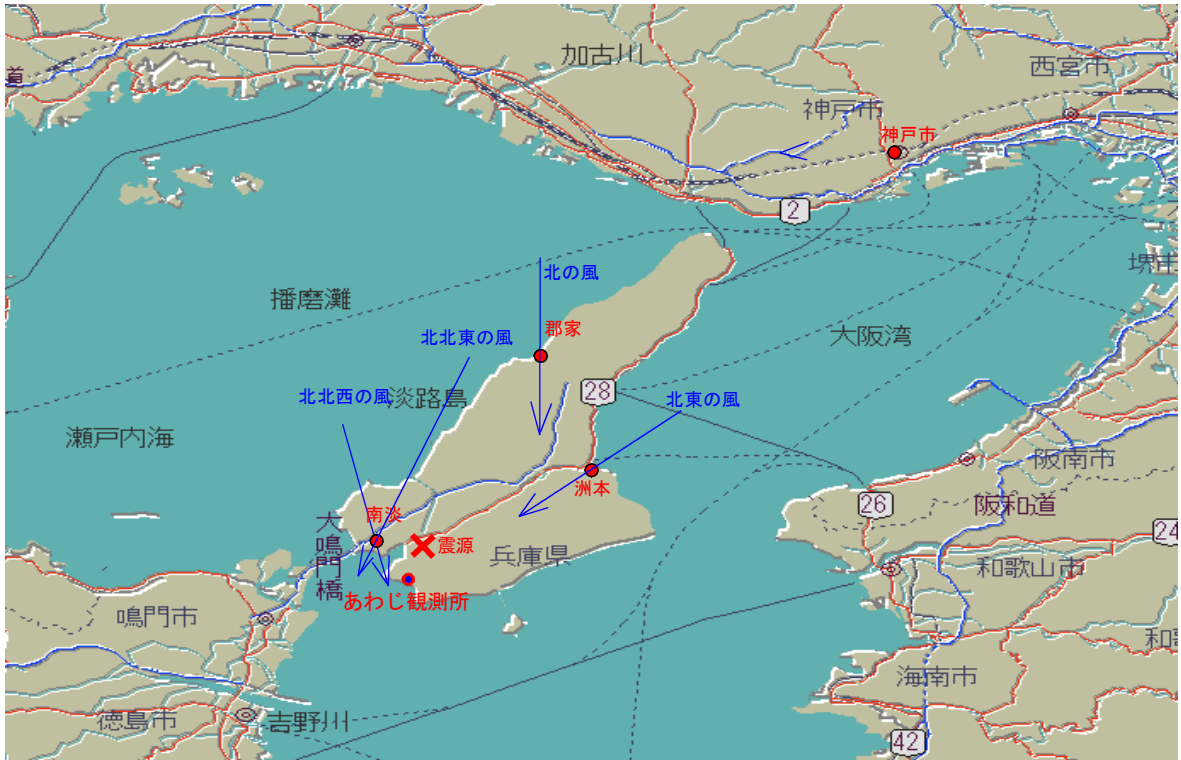 加古川
西宮市
道
神戸市
神戸市
2
堺市
北の風
播磨灘
郡家
大阪湾
北北東の風
28
北北西の風
淡路島
北東の風
瀬戸内海
阪南市
洲本
26
阪和道
南淡
24
大鳴門橋
震源
兵庫県
和歌山市
あわじ観測所
鳴門市
和歌
海南市
徳島市
吉野川
42